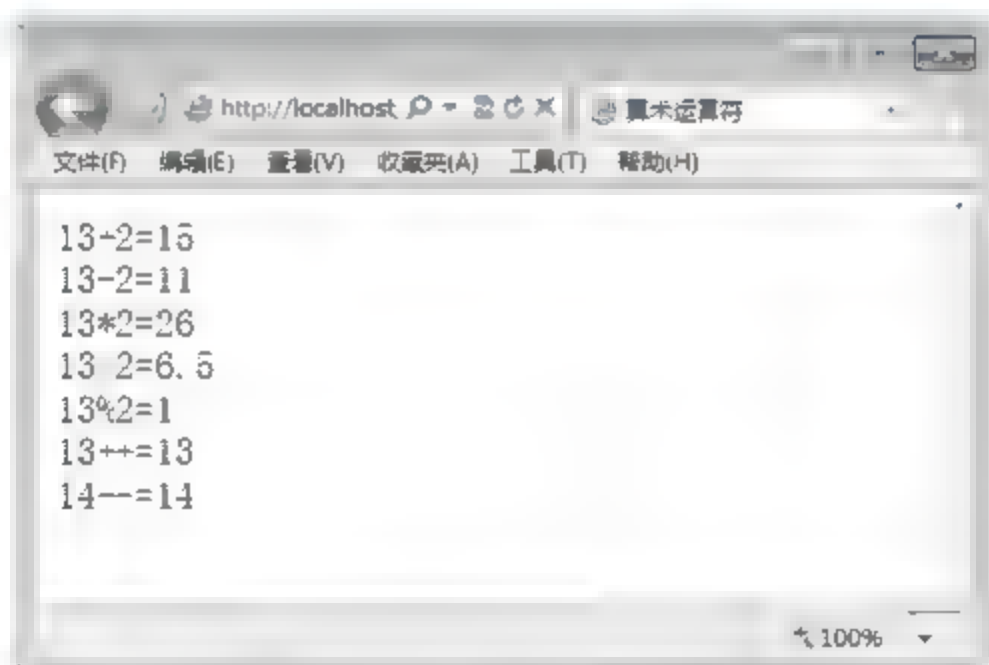 http://localhost
算术运算符
文件(F) 编辑(E) 查看(V) 收藏夹(A) 工具(T) 帮助(H)
13+2=15
13-2=11
13*2=26
13 2=6.5
13%2=1
13++=13
14--=14
100%